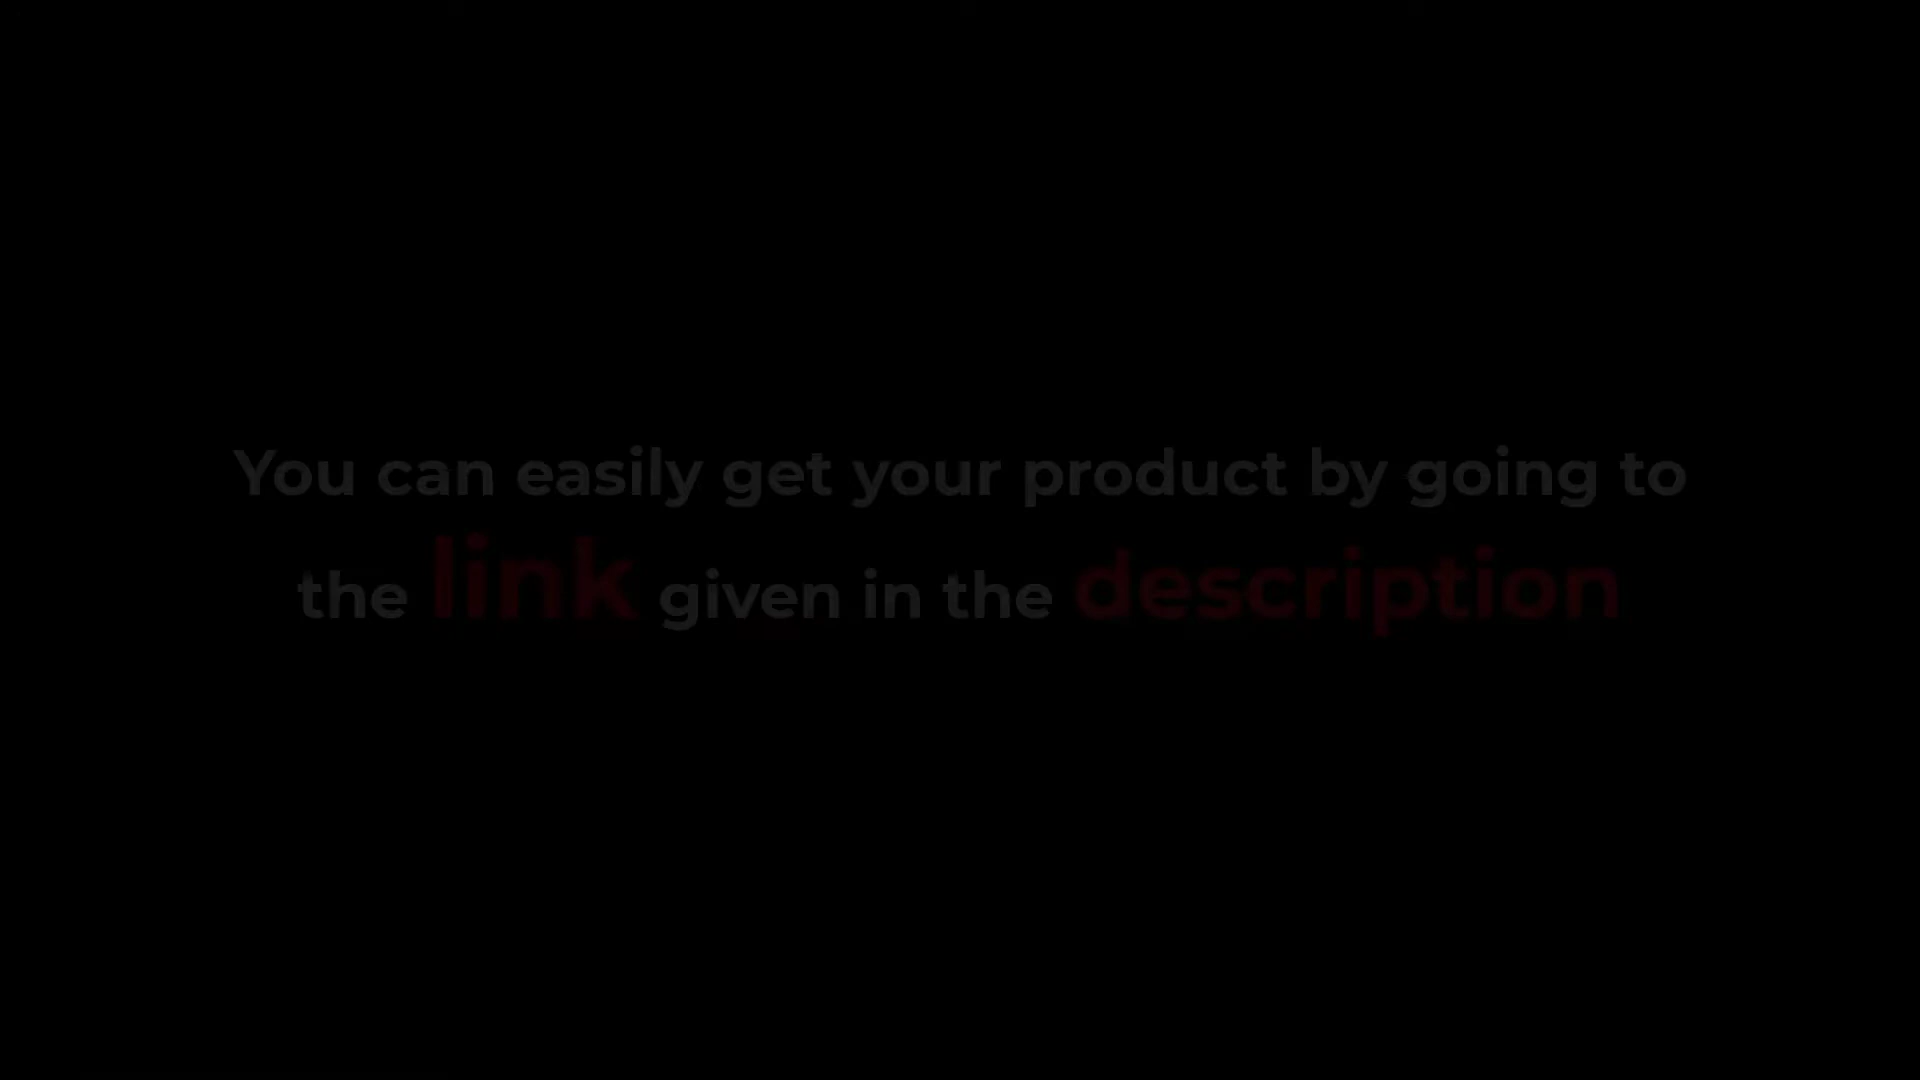 You can easily get your product by going to
the link given in the description